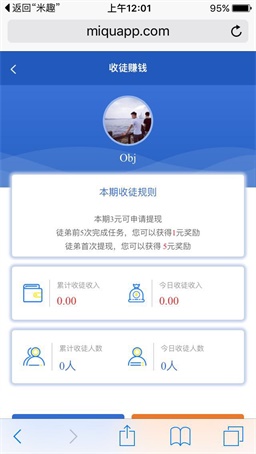 返回“米趣”
上午12:01
95%
miquapp.com
收徒赚钱
Obj
本期收徒规则
本期3元可申请提现
徒弟前5次完成任务，您可以获得1元奖励
徒弟首次提现，您可以获得 5元奖励
累计收徒收入
0.00
今日收徒收入
0.00
累计收徒人数
0人
今日收徒人数
0人